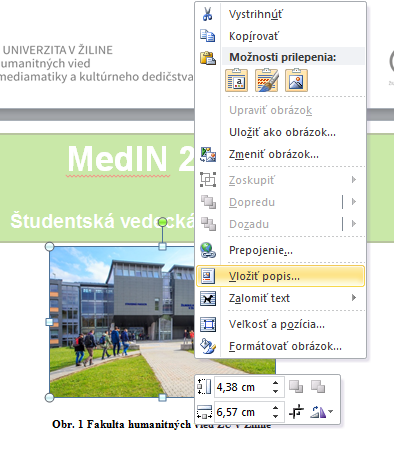 UNIVERZITA V ŽILINE
umanitných vied
mediamatiky a kultúrneho dedičstva
MedIN 2
Študentská vedecká
Vystrihnúť
Kopírovať
Možnosti prilepenia:
Upraviť obrázok
Uložiť ako obrázok...
Zmeniť obrázok...
Zoskupiť
Dopredu
Dozadu
Prepojenie...
Vložiť popis...
Zalomiť text
Veľkosť a pozícia...
Formátovať obrázok...
4,38 cm
6,57 cm
Obr. 1 Fakulta humanitných vied ŽU v Žiline